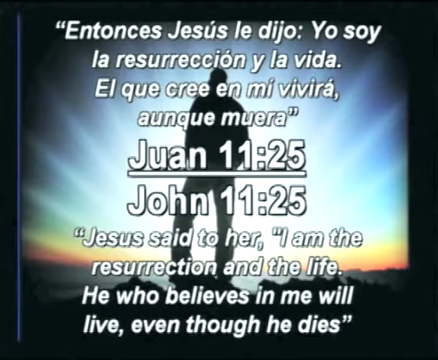 “Entonces Jesús le dijo: Yo soy
la resurrección y la vida.
El que cree en mí vivirá,
aunque muera”
Juan 11:25
John 11:25
“Jesus said to her, "I am the
resurrection and the life.
He who believes in me will
live, even though he dies”